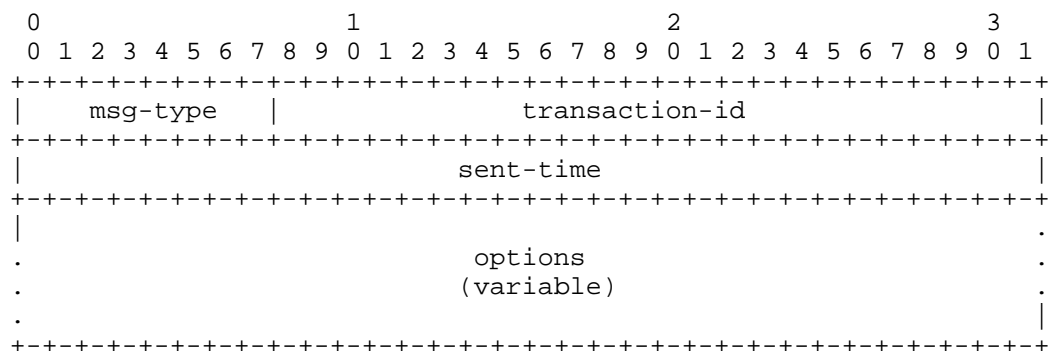 0                   1                   2                   3
 0 1 2 3 4 5 6 7 8 9 0 1 2 3 4 5 6 7 8 9 0 1 2 3 4 5 6 7 8 9 0 1
+-+-+-+-+-+-+-+-+-+-+-+-+-+-+-+-+-+-+-+-+-+-+-+-+-+-+-+-+-+-+-+-+
|    msg-type   |               transaction-id                  |
+-+-+-+-+-+-+-+-+-+-+-+-+-+-+-+-+-+-+-+-+-+-+-+-+-+-+-+-+-+-+-+-+
|                           sent-time                           |
+-+-+-+-+-+-+-+-+-+-+-+-+-+-+-+-+-+-+-+-+-+-+-+-+-+-+-+-+-+-+-+-+
|                                                               .
.                            options                            .
.                           (variable)                          .
.                                                               |
+-+-+-+-+-+-+-+-+-+-+-+-+-+-+-+-+-+-+-+-+-+-+-+-+-+-+-+-+-+-+-+-+